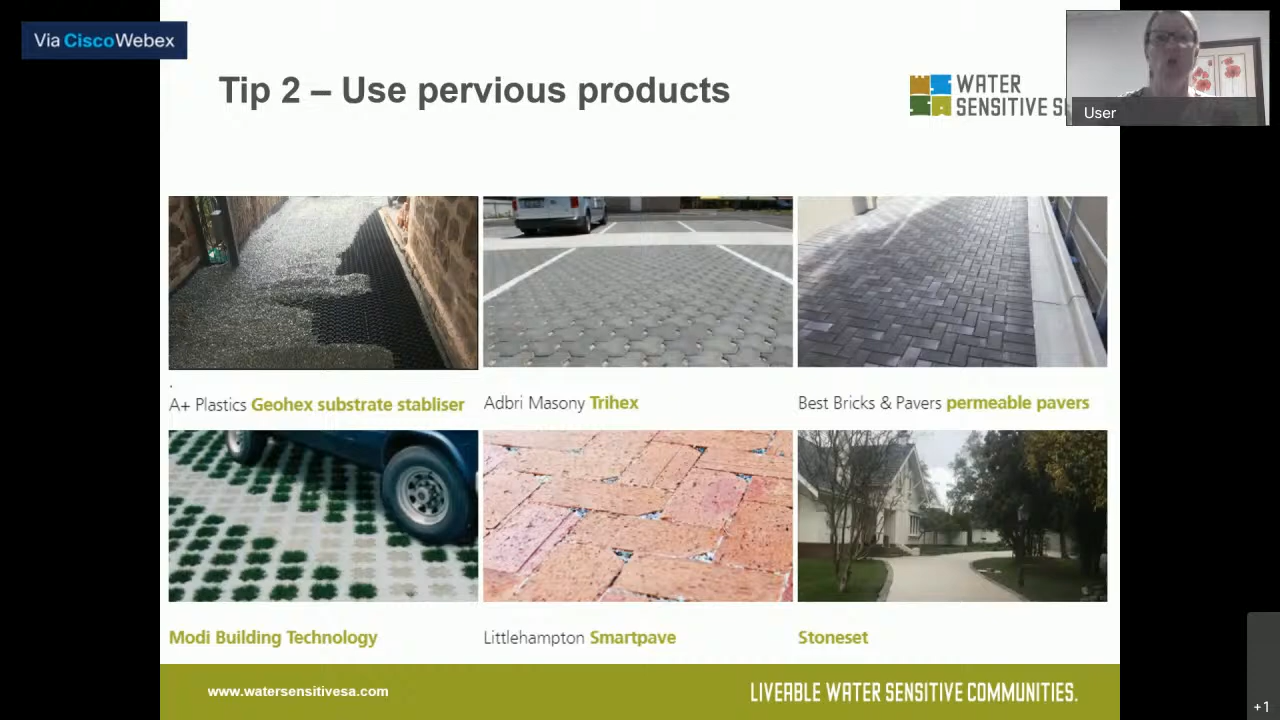 Via CiscoWebex
Tip 2 – Use pervious products
WATER
SENSITIVE S
User
A+ Plastics Geohex substrate stabliser
Adbri Masony Trihex
Best Bricks & Pavers permeable pavers
Modi Building Technology
Littlehampton Smartpave
Stoneset
www.watersensitivesa.com
LIVEABLE WATER SENSITIVE COMMUNITIES.
+1